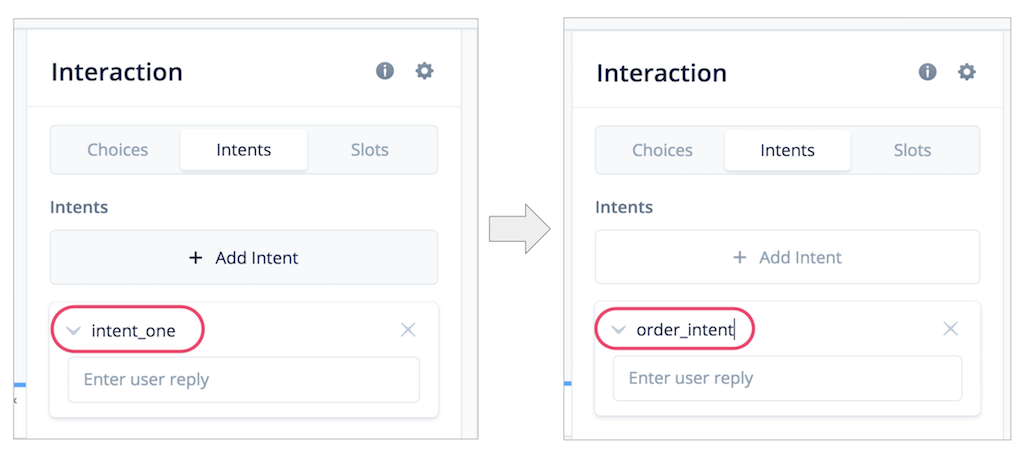 Interaction
Choices Intents Slots
Intents
+ Add Intent
intent_one
Enter user reply
Interaction
Choices Intents Slots
Intents
+ Add Intent
order_intent
Enter user reply